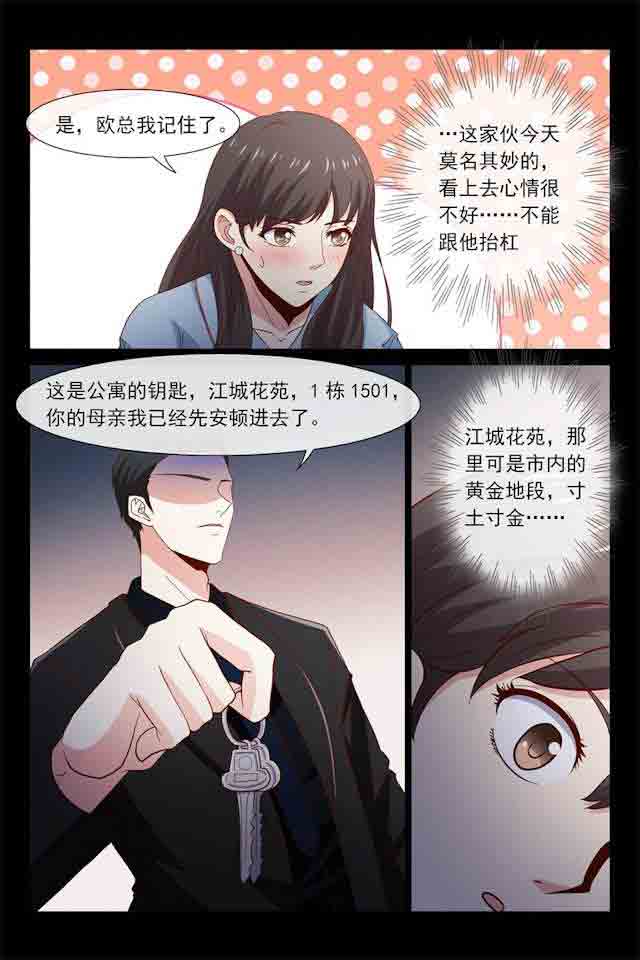 是，欧总我记住了。
…这家伙今天
莫名其妙的，
看上去心情很
不好……不能
跟他抬杠
这是公寓的钥匙，江城花苑，1栋1501，
你的母亲我已经先安顿进去了。
江城花苑，那
里可是市内的
黄金地段，寸
土寸金……